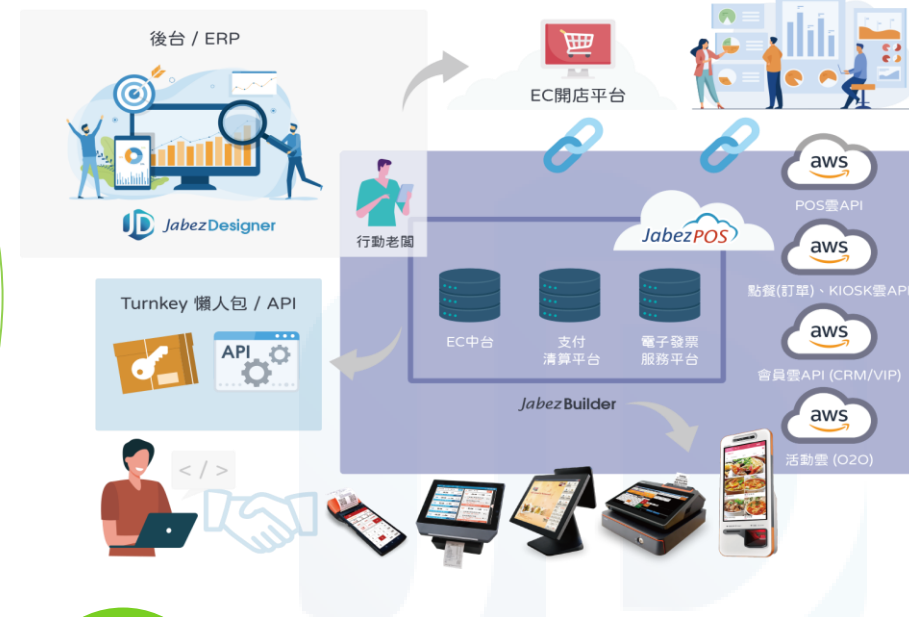 後台 / ERP
JabezDesigner
行動老闆
EC開店平台
aws
POS雲API
JabezPOS
aws
點餐(訂單)、KIOSK雲API
EC中台
支付
清算平台
電子發票
服務平台
aws
會員雲API (CRM/VIP)
JabezBuilder
aws
活動雲 (O2O)
Turnkey 懶人包 / API
API
< / >